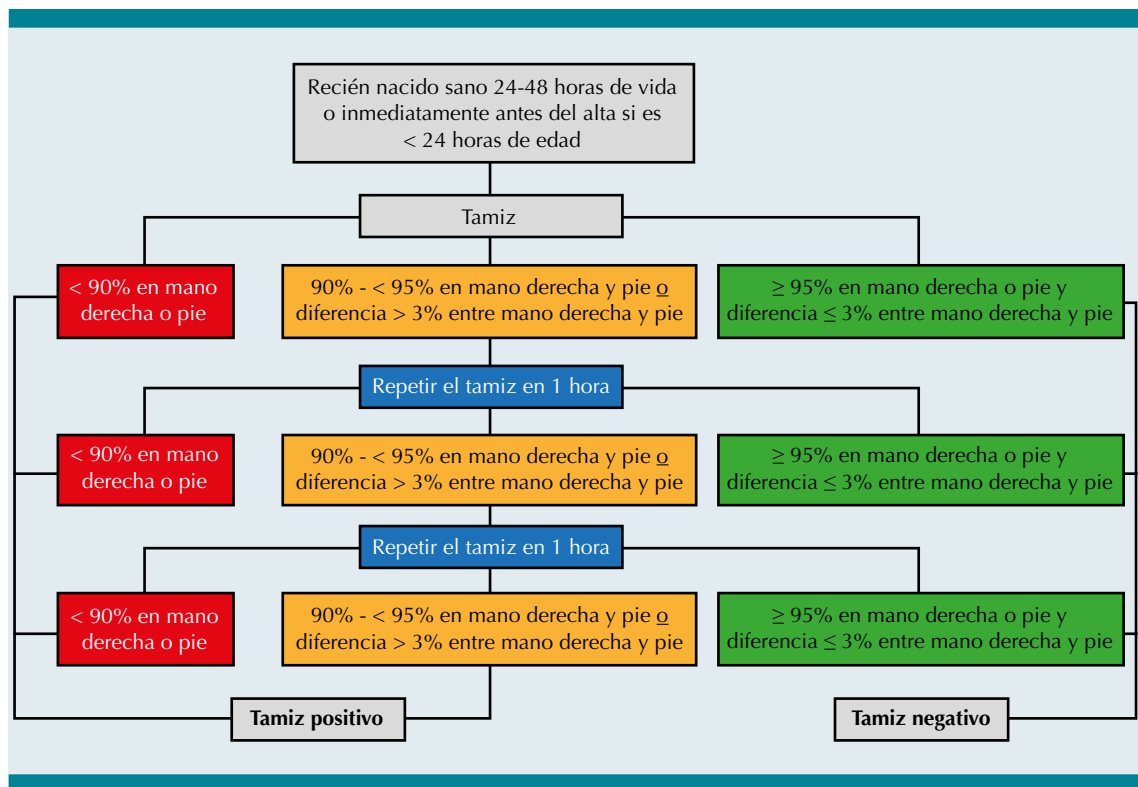 Recién nacido sano 24-48 horas de vida
o inmediatamente antes del alta si es
< 24 horas de edad
Tamiz
< 90% en mano
derecha o pie
90% - < 95% en mano derecha y pie o
diferencia > 3% entre mano derecha y pie
≥ 95% en mano derecha o pie y
diferencia ≤ 3% entre mano derecha y pie
Repetir el tamiz en 1 hora
< 90% en mano
derecha o pie
90% - < 95% en mano derecha y pie o
diferencia > 3% entre mano derecha y pie
≥ 95% en mano derecha o pie y
diferencia ≤ 3% entre mano derecha y pie
Repetir el tamiz en 1 hora
< 90% en mano
derecha o pie
90% - < 95% en mano derecha y pie o
diferencia > 3% entre mano derecha y pie
≥ 95% en mano derecha o pie y
diferencia ≤ 3% entre mano derecha y pie
Tamiz positivo
Tamiz negativo